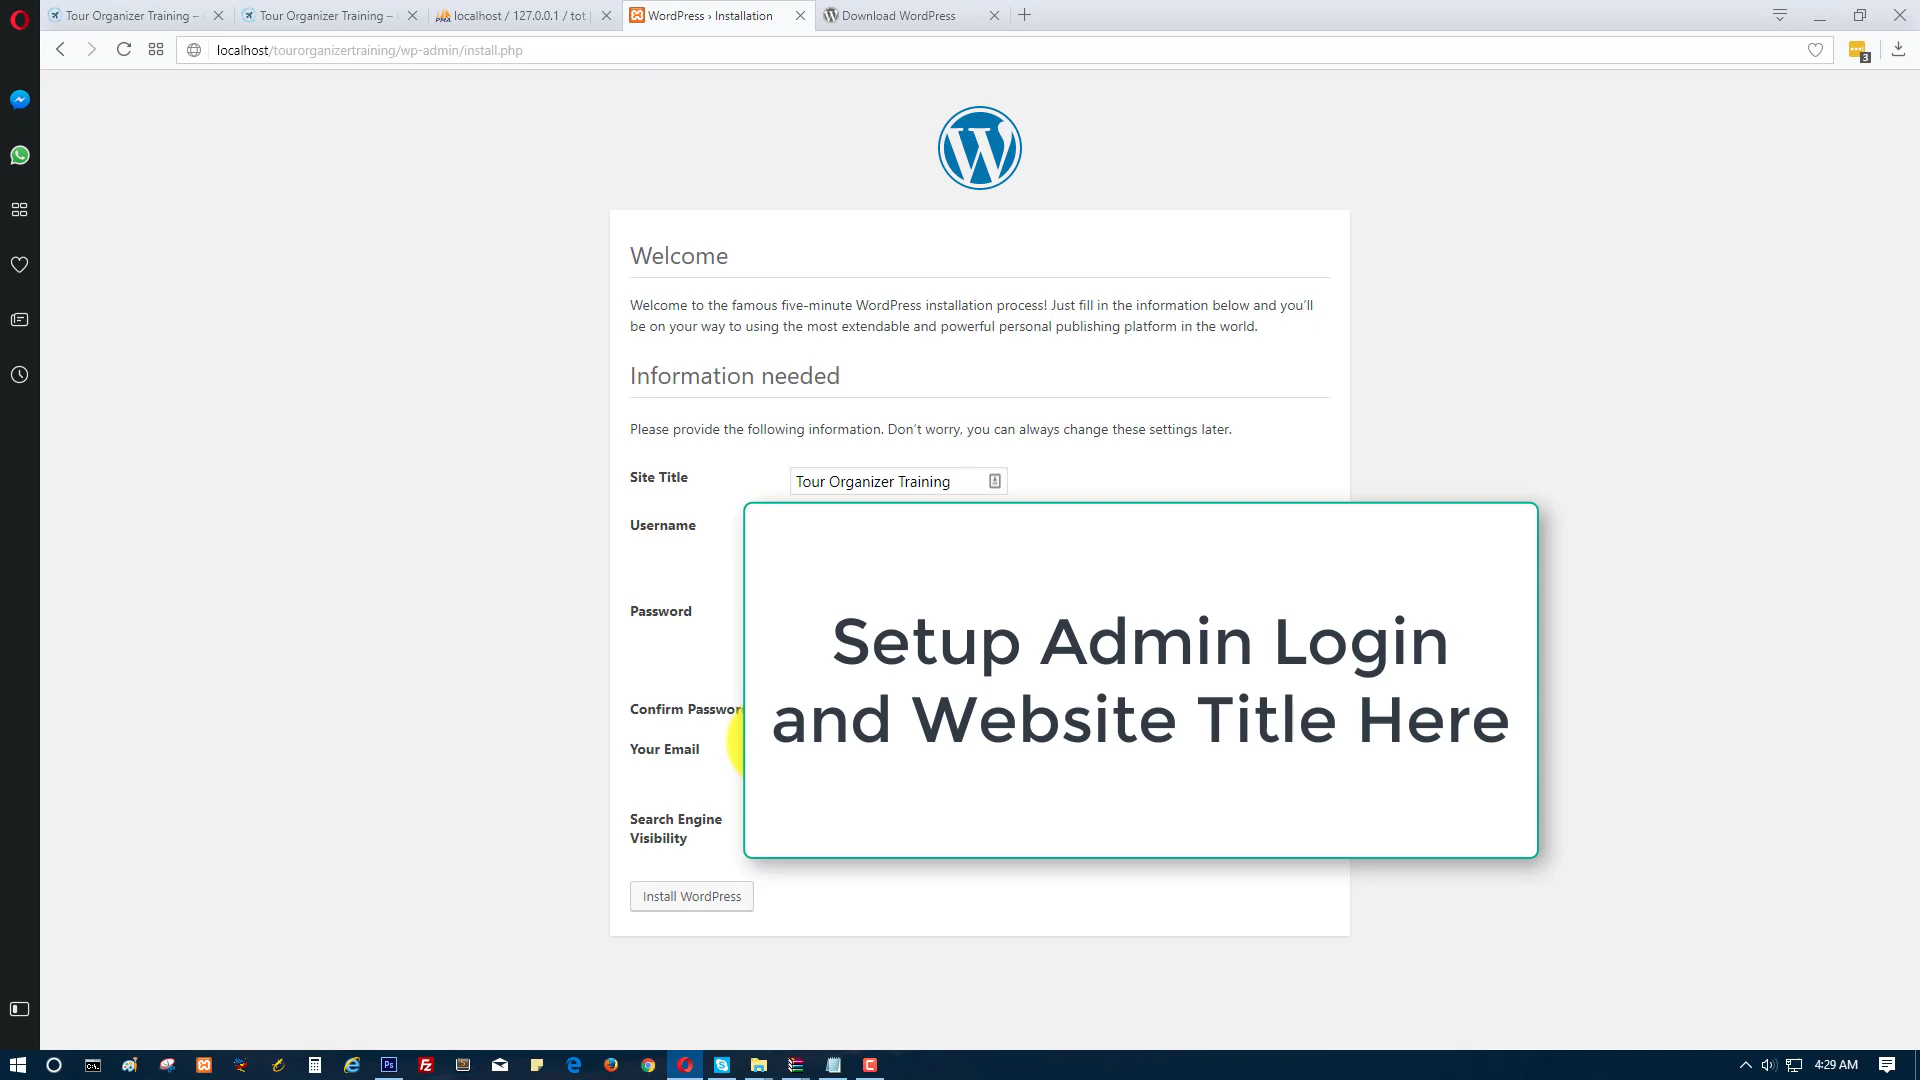 Tour Organizer Training –
Tour Organizer Training –
localhost / 127.0.0.1 / tot
WordPress › Installation
Download WordPress
localhost/tourorganizertraining/wp-admin/install.php
3
Welcome
Welcome to the famous five-minute WordPress installation process! Just fill in the information below and you’ll
be on your way to using the most extendable and powerful personal publishing platform in the world.
Information needed
Please provide the following information. Don’t worry, you can always change these settings later.
Site Title
Tour Organizer Training
Username
Password
Setup Admin Login
and Website Title Here
Confirm Passwor
Your Email
Search Engine
Visibility
Install WordPress
4:29 AM